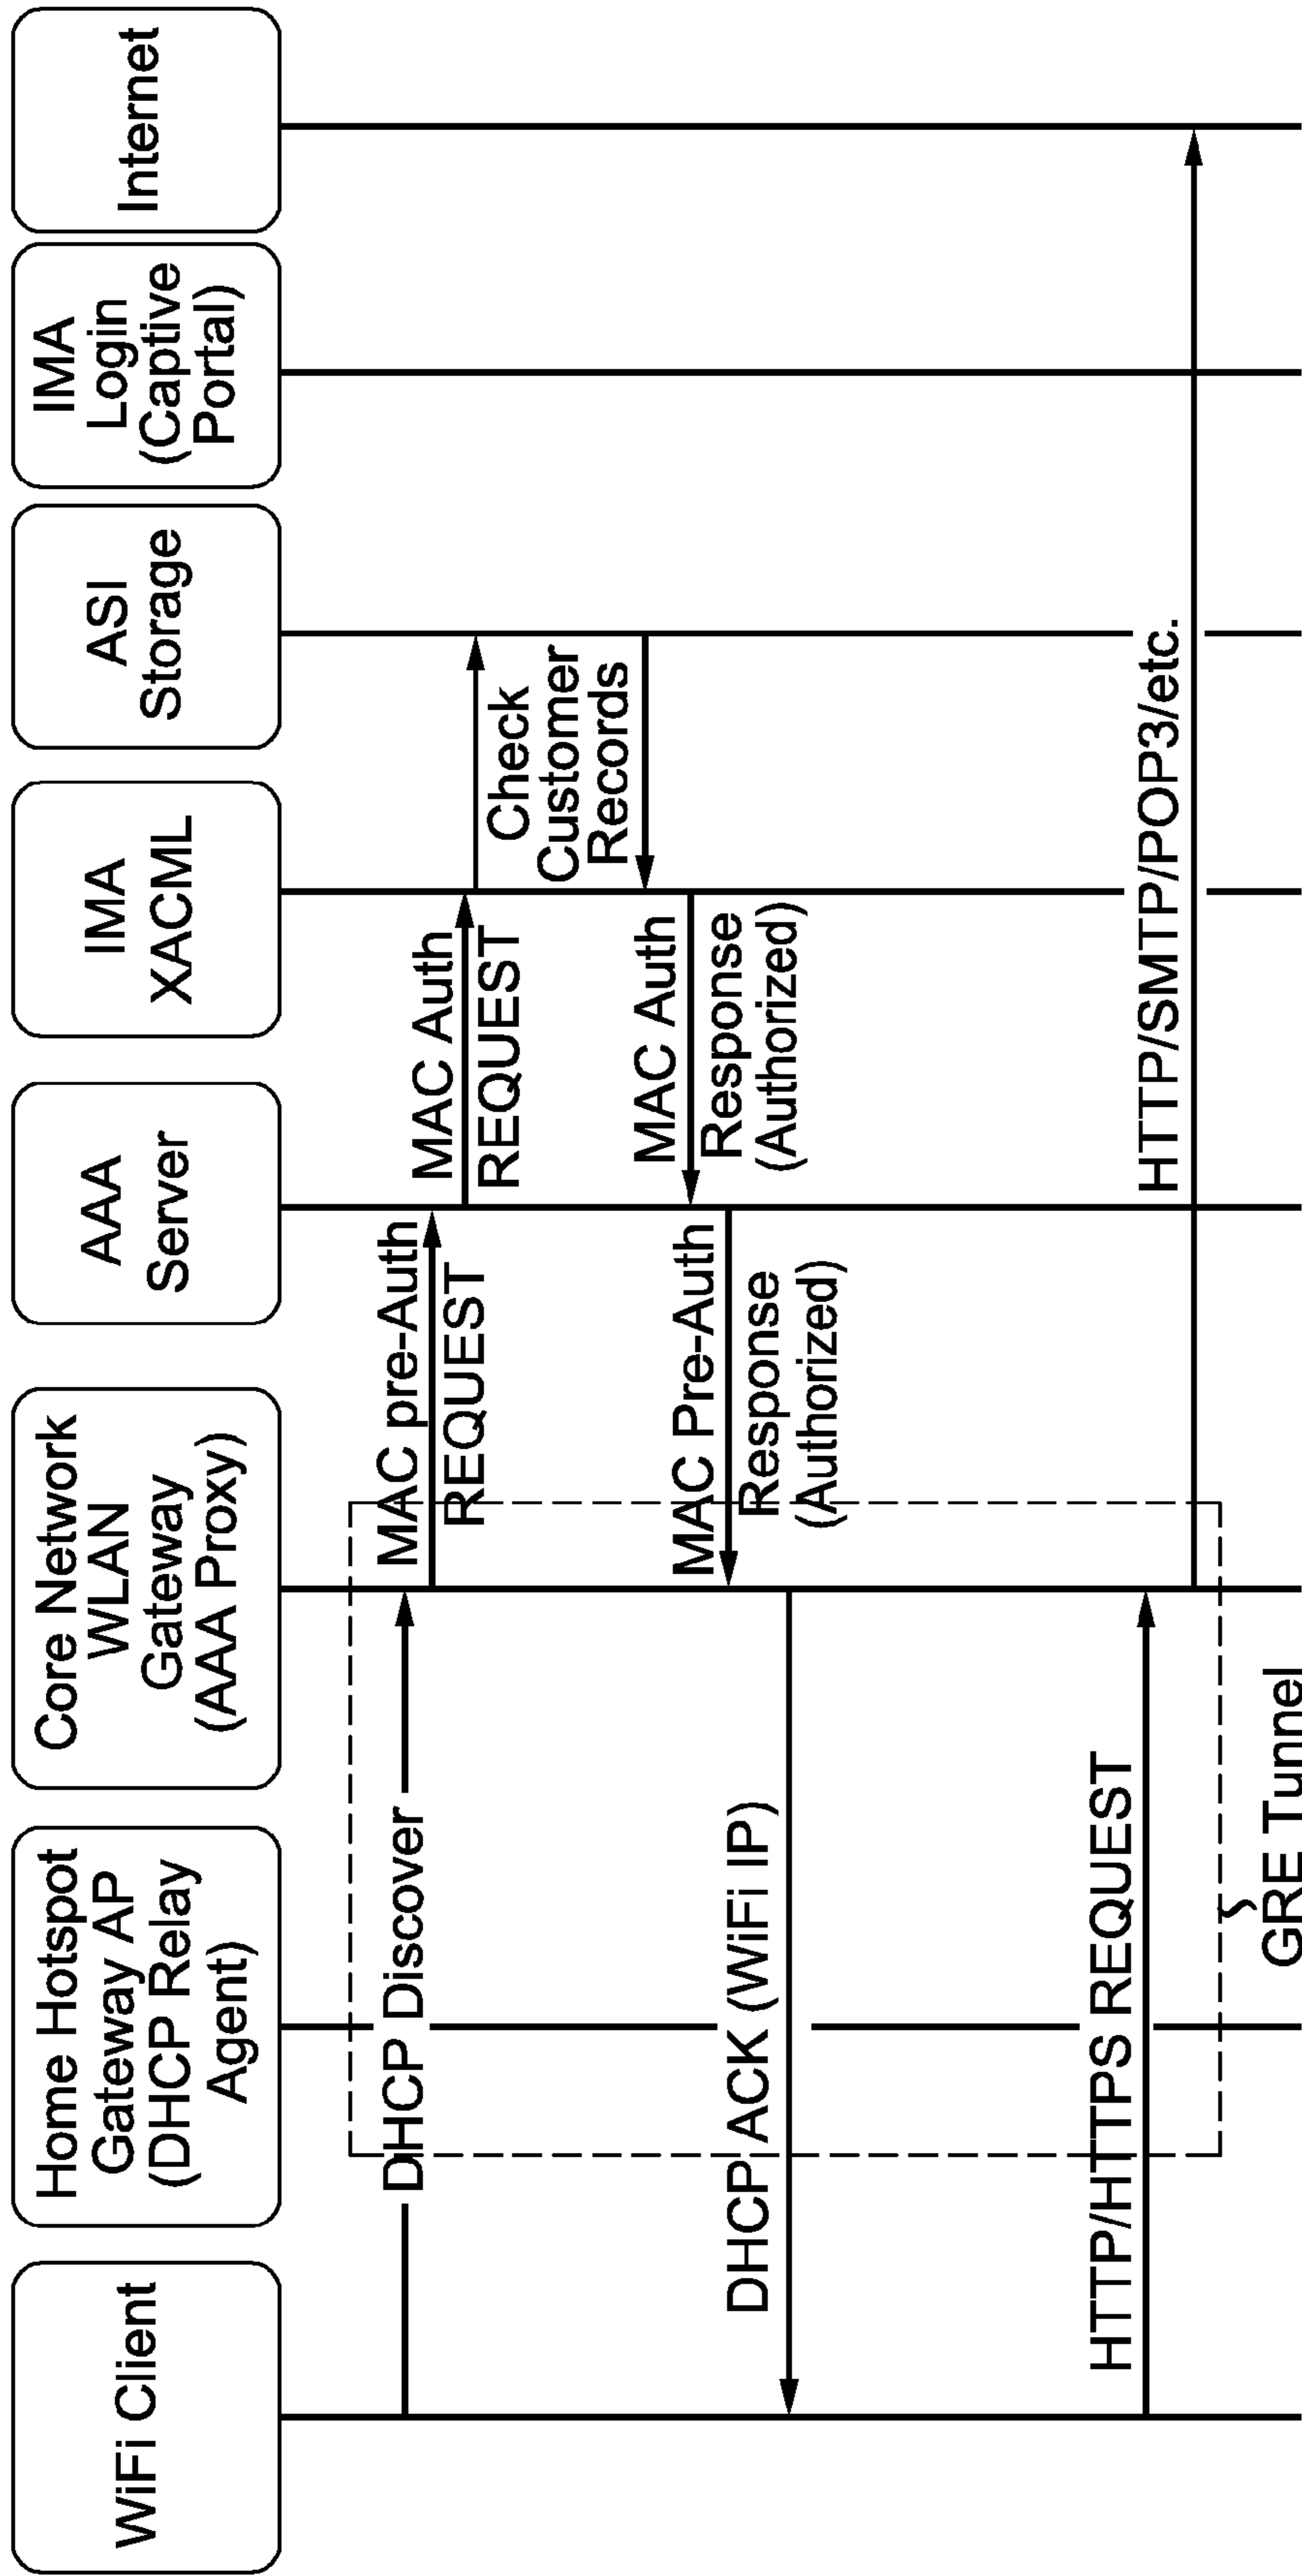 WiFi Client
Home Hotspot
Gateway AP
(DHCP Relay
Agent)
Core Network
WLAN
Gateway
(AAA Proxy)
AAA
Server
IMA
XACML
ASI
Storage
IMA
Login
(Captive
Portal)
Internet
DHCP Discover
MAC pre-Auth
REQUEST
MAC Auth
REQUEST
Check
Customer
Records
MAC Auth
Response
(Authorized)
MAC Pre-Auth
Response
(Authorized)
DHCP ACK (WiFi IP)
HTTP/HTTPS REQUEST
HTTP/SMTP/POP3/etc.
GRE Tunnel